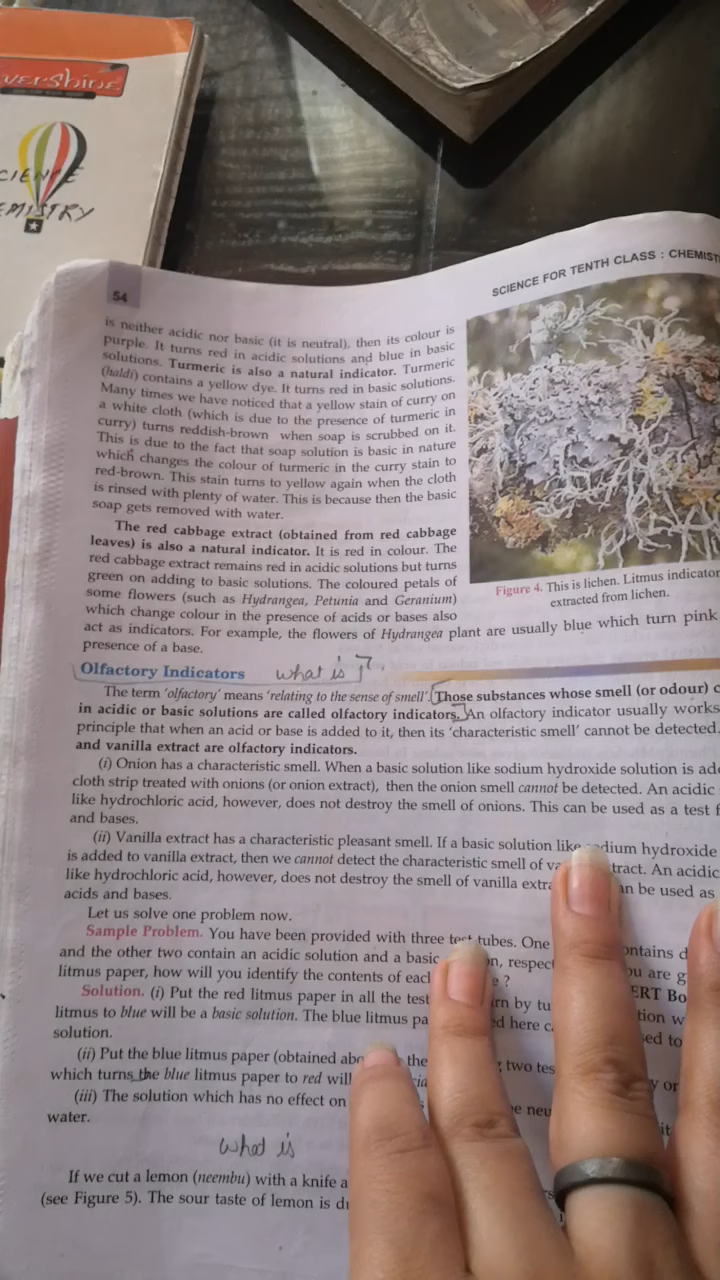 verShine
CIENCE
EMISTRY
54
SCIENCE FOR TENTH CLASS : CHEMIST
is neither acidic nor basic (it is neutral), then its colour is
purple. It turns red in acidic solutions and blue in basic
solutions. Turmeric is also a natural indicator. Turmeric
(haldi) contains a yellow dye. It turns red in basic solutions.
Many times we have noticed that a yellow stain of curry on
a white cloth (which is due to the presence of turmeric in
curry) turns reddish-brown when soap is scrubbed on it.
This is due to the fact that soap solution is basic in nature
which changes the colour of turmeric in the curry stain to
red-brown. This stain turns to yellow again when the cloth
is rinsed with plenty of water. This is because then the basic
soap gets removed with water.
The red cabbage extract (obtained from red cabbage
leaves) is also a natural indicator. It is red in colour. The
red cabbage extract remains red in acidic solutions but turns
green on adding to basic solutions. The coloured petals of
some flowers (such as Hydrangea, Petunia and Geranium)
which change colour in the presence of acids or bases also
act as indicators. For example, the flowers of Hydrangea plant are usually blue which turn pink
presence of a base.
Figure 4. This is lichen. Litmus indicator
extracted from lichen.
Olfactory Indicators what is
The term 'olfactory' means 'relating to the sense of smell'. Those substances whose smell (or odour) c
in acidic or basic solutions are called olfactory indicators. An olfactory indicator usually works
principle that when an acid or base is added to it, then its 'characteristic smell' cannot be detected.
and vanilla extract are olfactory indicators.
(i) Onion has a characteristic smell. When a basic solution like sodium hydroxide solution is ad
cloth strip treated with onions (or onion extract), then the onion smell cannot be detected. An acidic
like hydrochloric acid, however, does not destroy the smell of onions. This can be used as a test f
and bases.
(ii) Vanilla extract has a characteristic pleasant smell. If a basic solution like dium hydroxide
is added to vanilla extract, then we cannot detect the characteristic smell of va tract. An acidic
like hydrochloric acid, however, does not destroy the smell of vanilla extra an be used as
acids and bases.
Let us solve one problem now.
Sample Problem. You have been provided with three test tubes. One ontains d
and the other two contain an acidic solution and a basic n, respec ou are g
litmus paper, how will you identify the contents of eac e ?
ERT Bo
Solution. (i) Put the red litmus paper in all the test rn by tu tion w
litmus to blue will be a basic solution. The blue litmus pa ed here c sed to
solution.
(ii) Put the blue litmus paper (obtained abo the two tes
which turns the blue litmus paper to red wil y or
(iii) The solution which has no effect on e neu it
water.
what is
If we cut a lemon (neembu) with a knife a
(see Figure 5). The sour taste of lemon is d